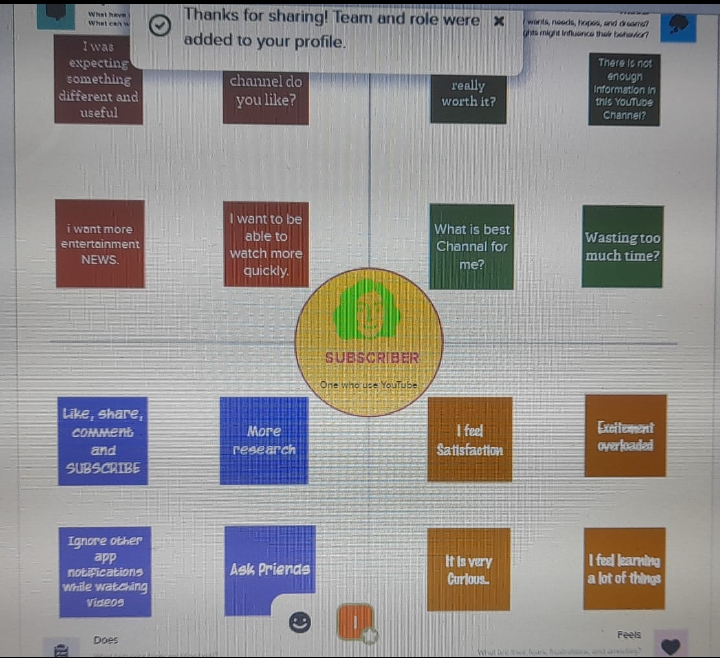 What have
What can w
Thanks for sharing! Team and role were
added to your profile.
wants, needs, hopes, and dreams?
ghts might influence their behavior?
I was
expecting
something
different and
useful
channel do
you like?
really
worth it?
There is not
enough
information in
this YouTube
Channel?
i want more
entertainment
NEWS.
I want to be
able to
watch more
quickly.
What is best
Channel for
me?
Wasting too
much time?
SUBSCRIBER
One who use YouTube
Like, share,
comment
and
SUBSCRIBE
More
research
I feel
Satisfaction
Excitement
overloaded
Ignore other
app
notifications
while watching
videos
Ask Friends
It is very
Curious..
I feel learning
a lot of things
Does
Feels
What are their fears, frustrations, and anxieties?